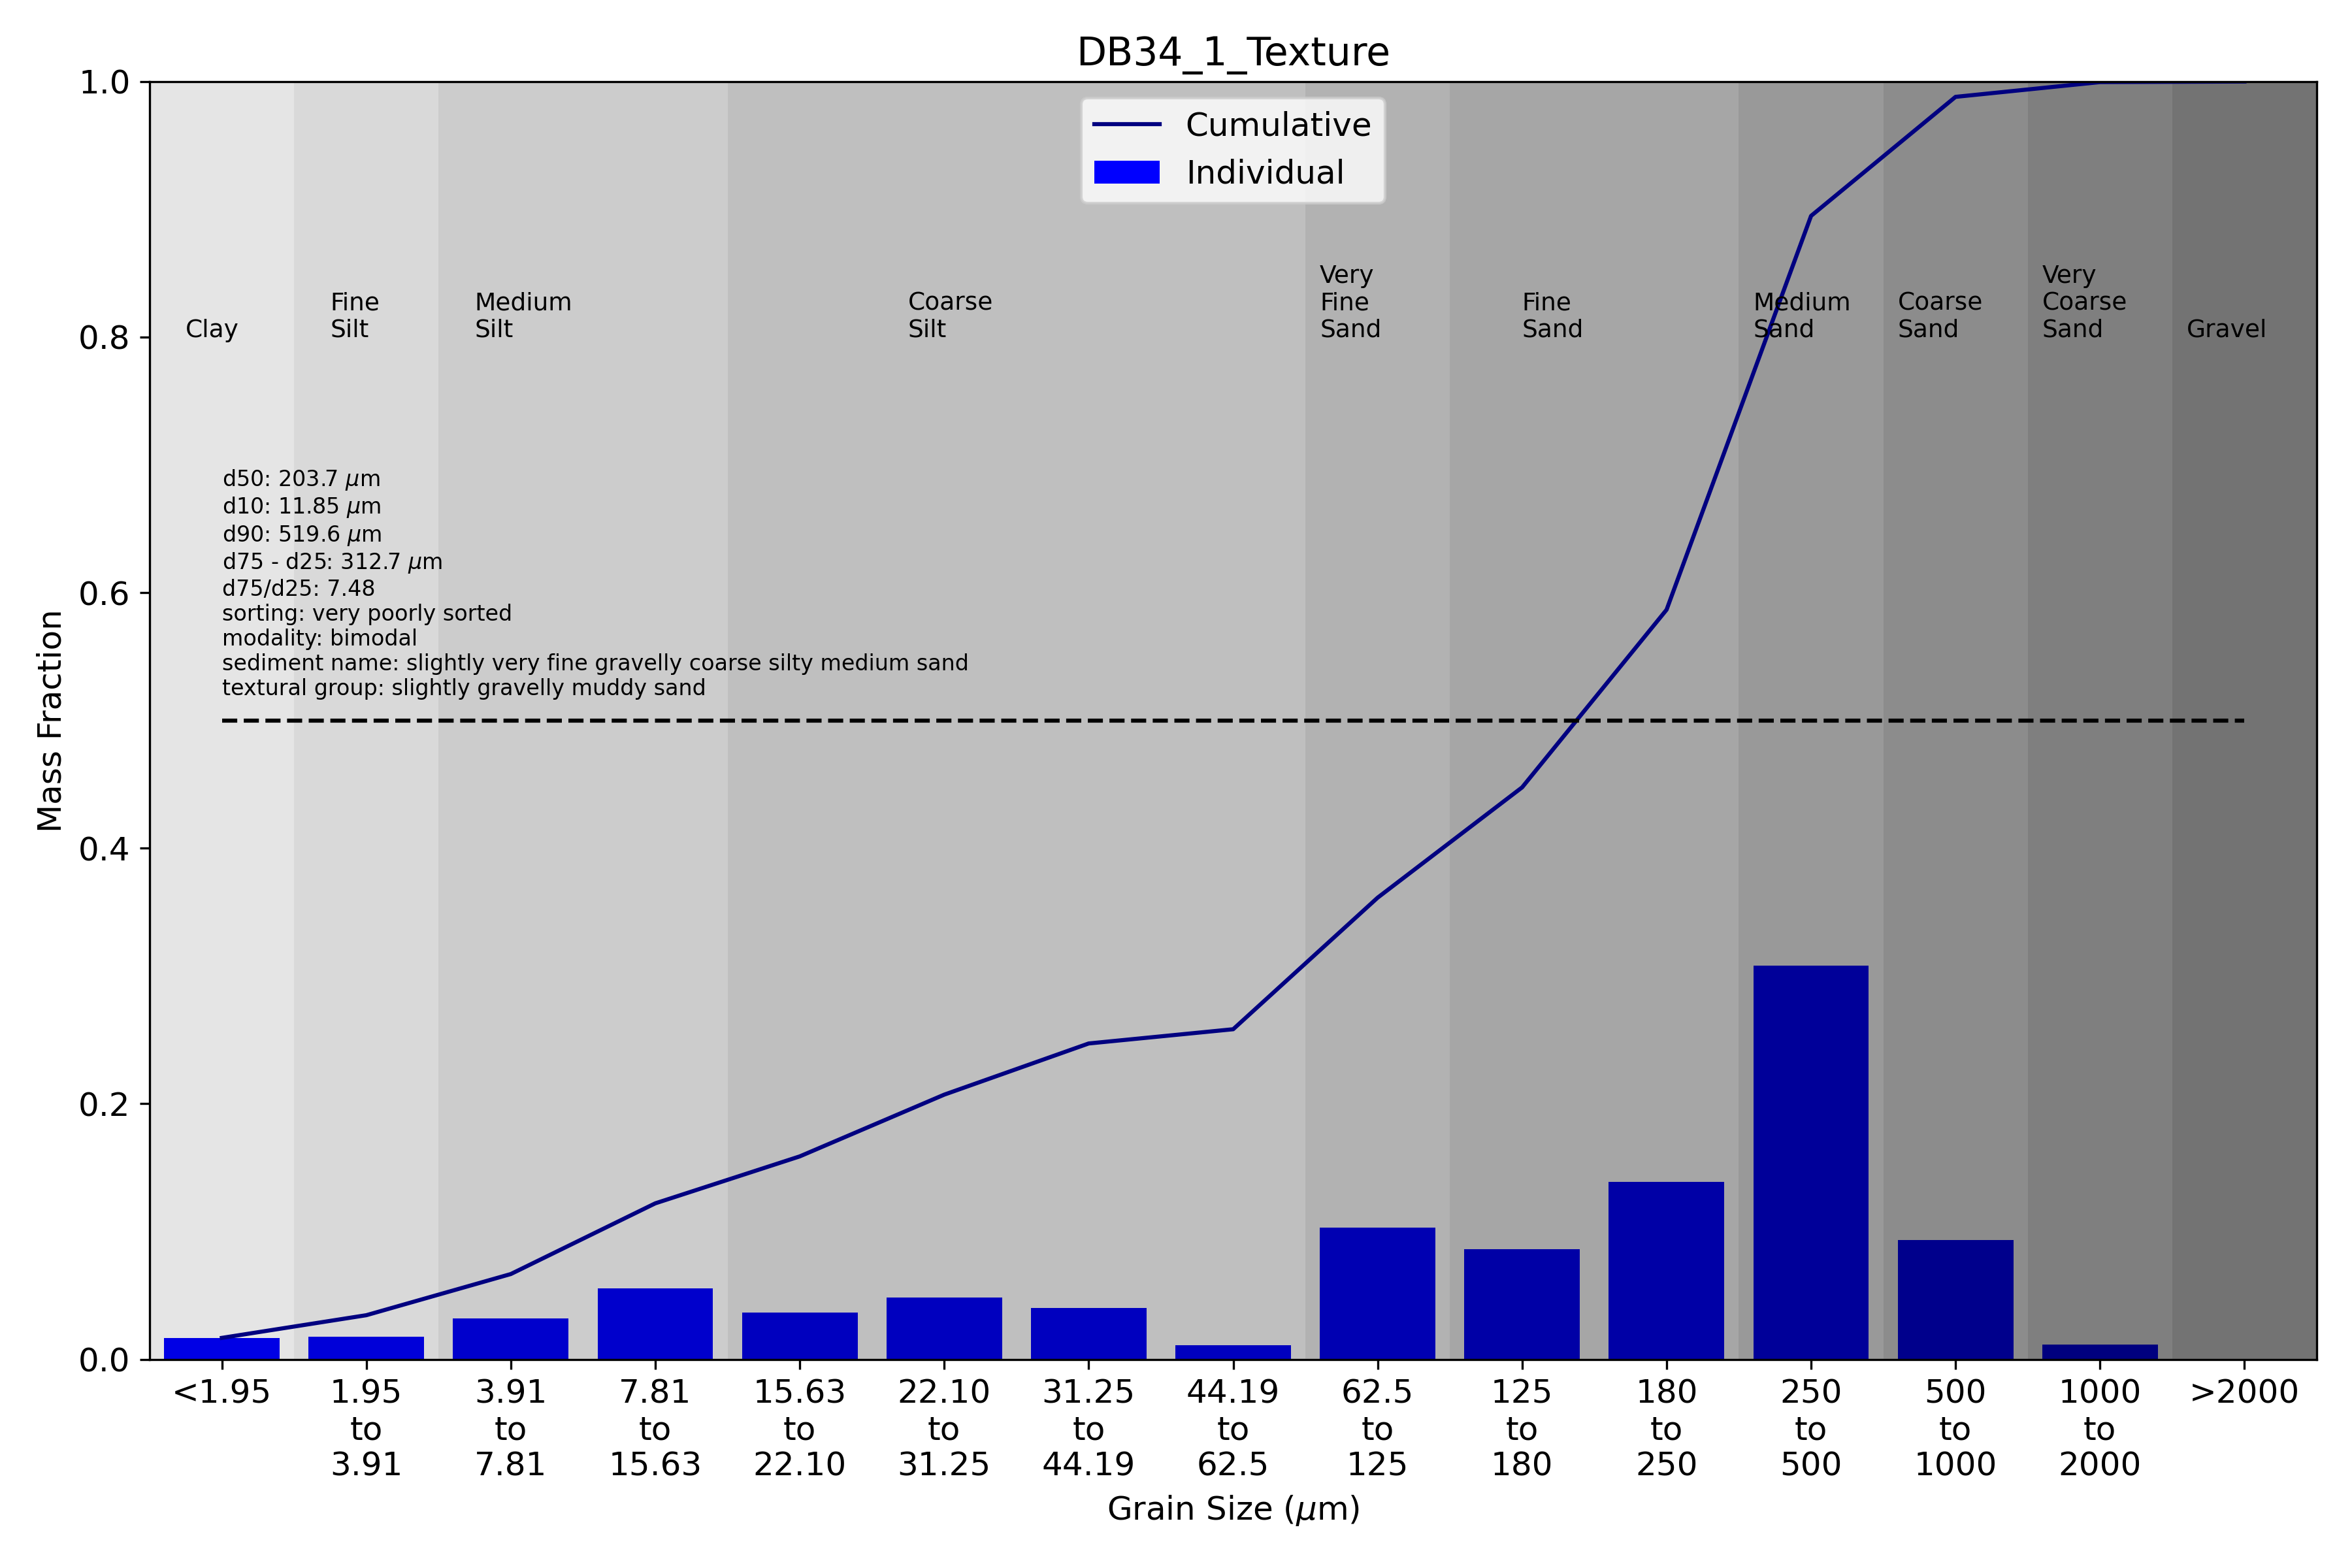 DB34_1_Texture
1.0
0.8
0.6
0.4
0.2
0.0
Mass Fraction
Cumulative
Individual
Clay
Fine
Silt
Medium
Silt
Coarse
Silt
Very
Fine
Sand
Fine
Sand
Medium
Sand
Coarse
Sand
Very
Coarse
Sand
Gravel
d50: 203.7 μm
d10: 11.85 μm
d90: 519.6 μm
d75 - d25: 312.7 μm
d75/d25: 7.48
sorting: very poorly sorted
modality: bimodal
sediment name: slightly very fine gravelly coarse silty medium sand
textural group: slightly gravelly muddy sand
<1.95
1.95
to
3.91
3.91
to
7.81
7.81
to
15.63
15.63
to
22.10
22.10
to
31.25
31.25
to
44.19
44.19
to
62.5
62.5
to
125
125
to
180
180
to
250
250
to
500
500
to
1000
1000
to
2000
>2000
Grain Size (μm)